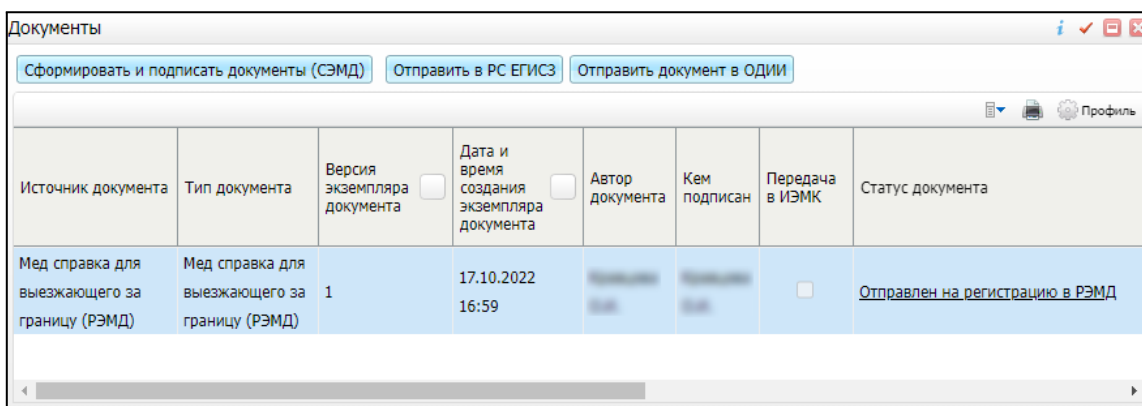 Документы
Сформировать и подписать документы (СЭМД) Отправить в РС ЕГИСЗ Отправить документ в ОДИИ
Профиль
Источник документа
Тип документа
Версия
экземпляра
документа
Дата и
время
создания
экземпляра
документа
Автор
документа
Кем
подписан
Передача
в ИЭМК
Статус документа
Мед справка для
выезжающего за
границу (РЭМД)
Мед справка для
выезжающего за
границу (РЭМД)
1
17.10.2022
16:59
Отправлен на регистрацию в РЭМД